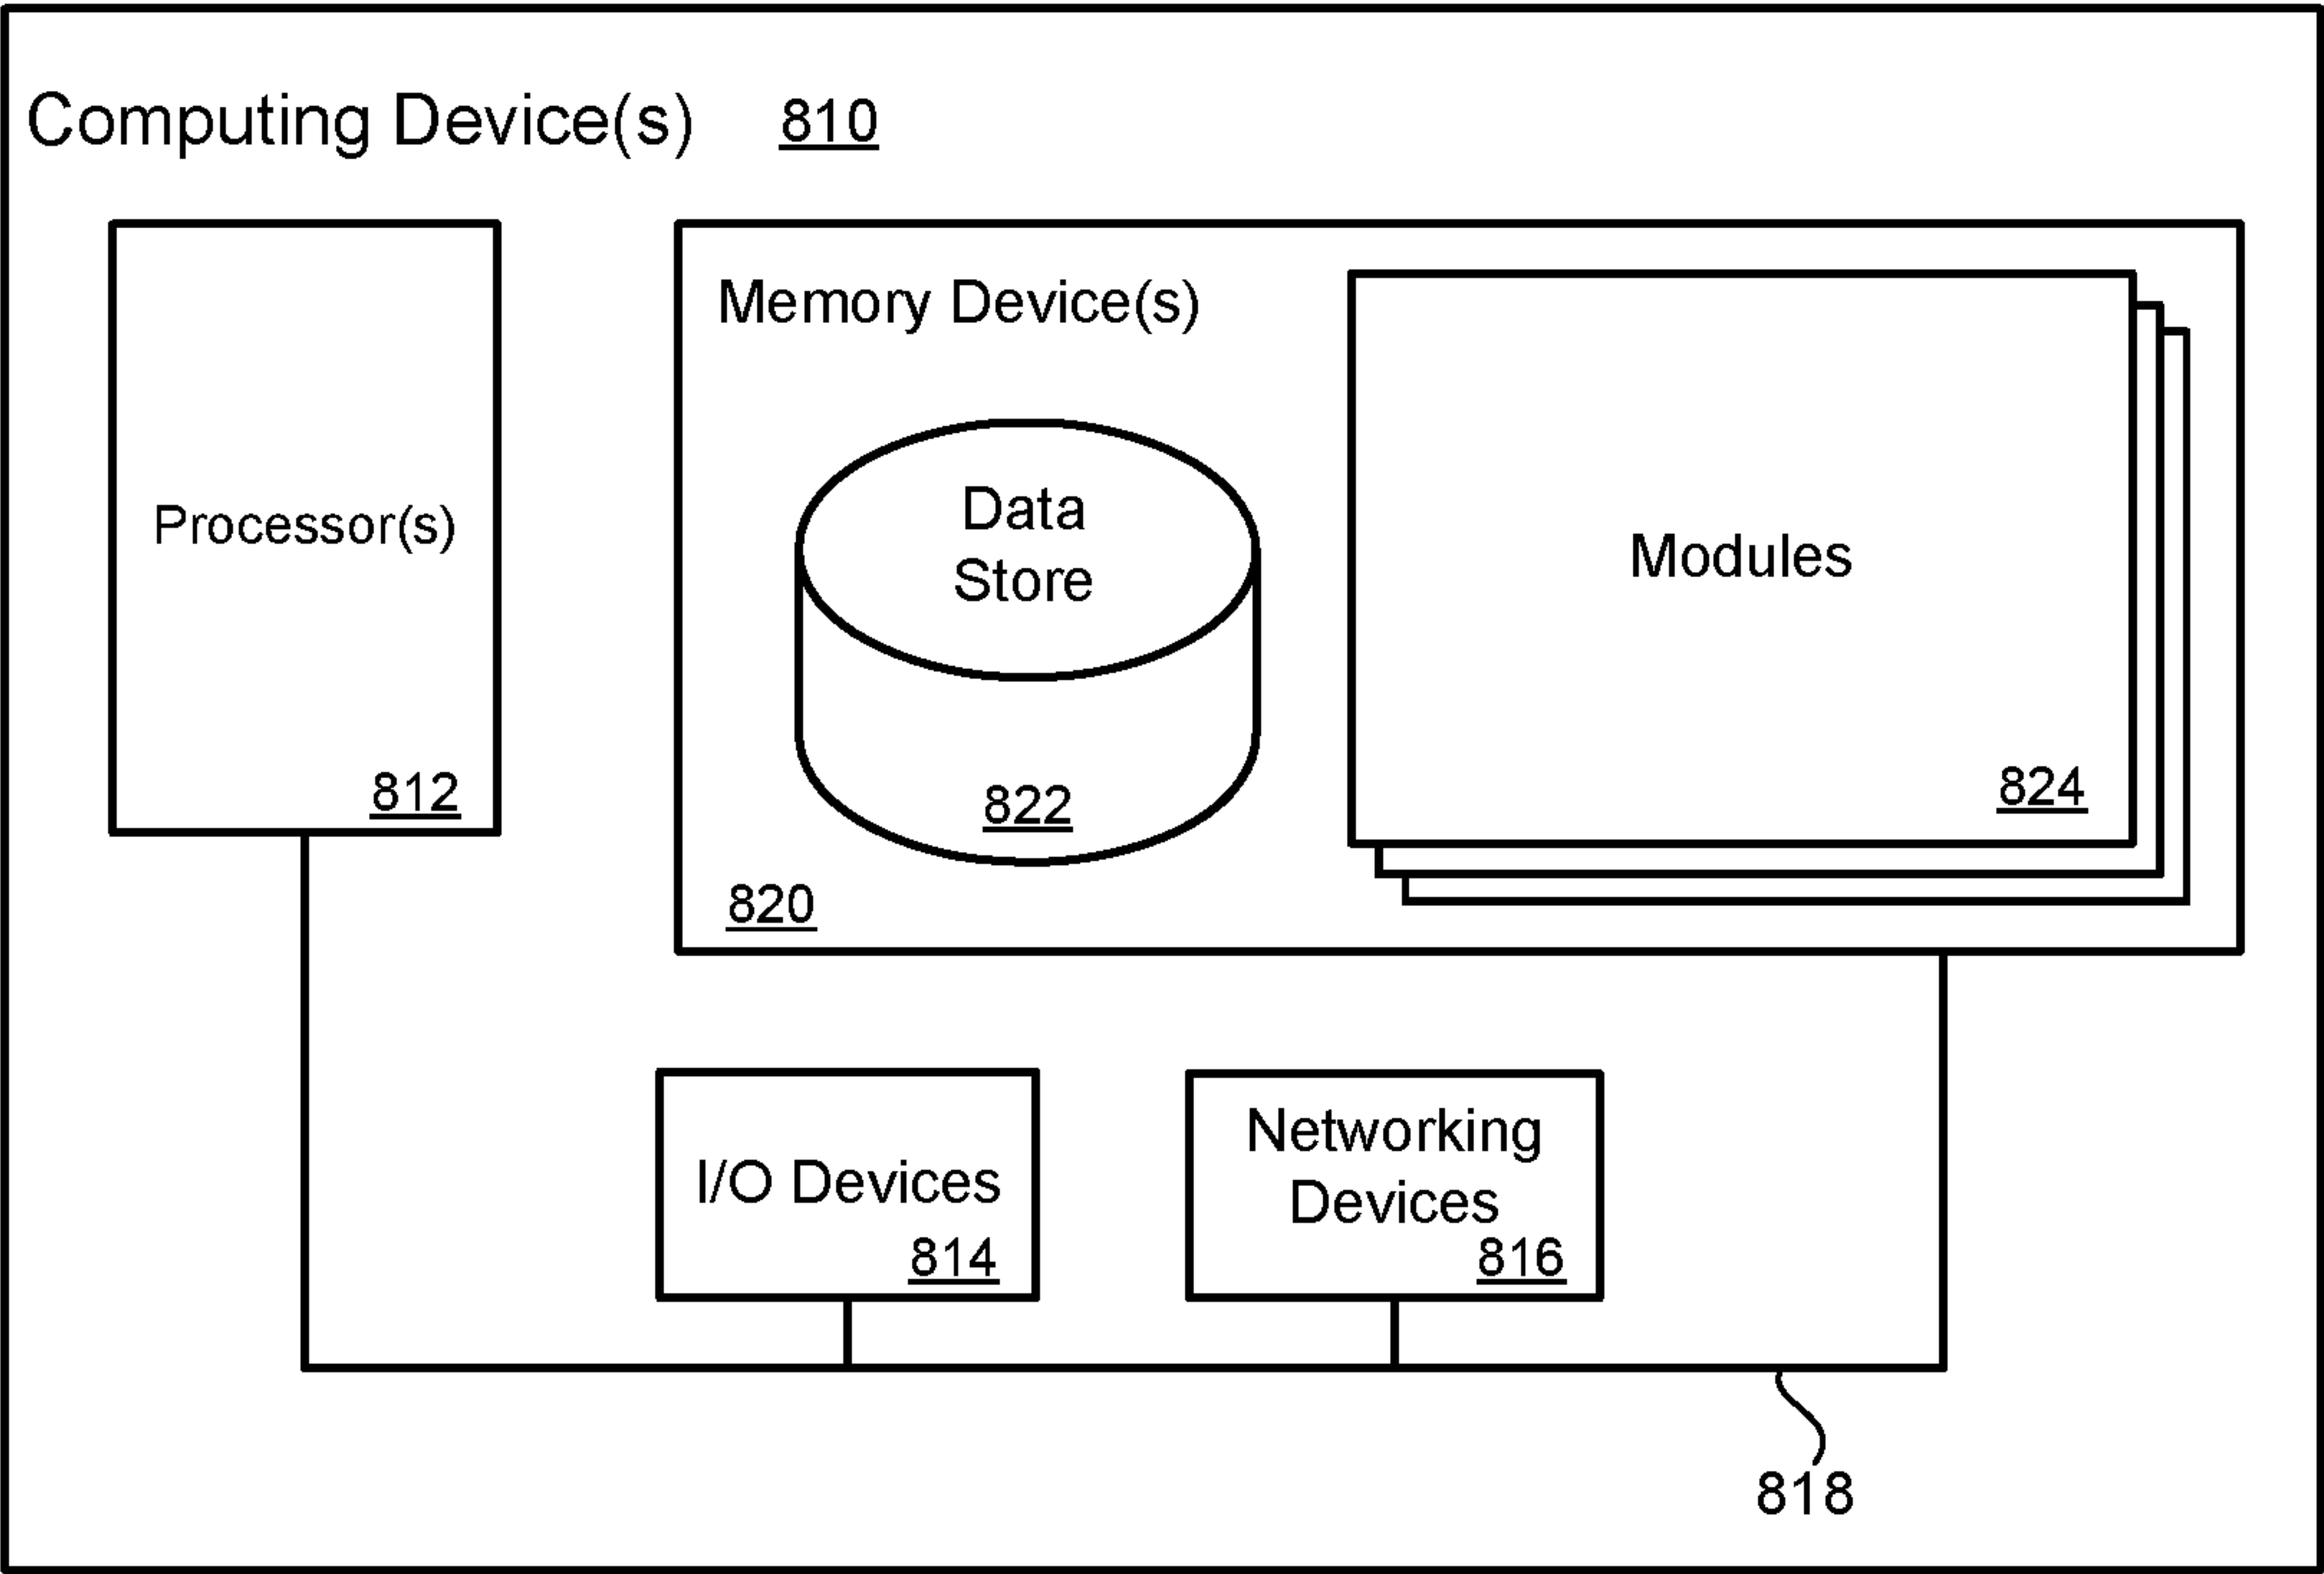 Computing Device(s) 810
Processor(s)
812
Memory Device(s)
Data
Store
822
820
Modules
824
I/O Devices
814
Networking
Devices
816
818